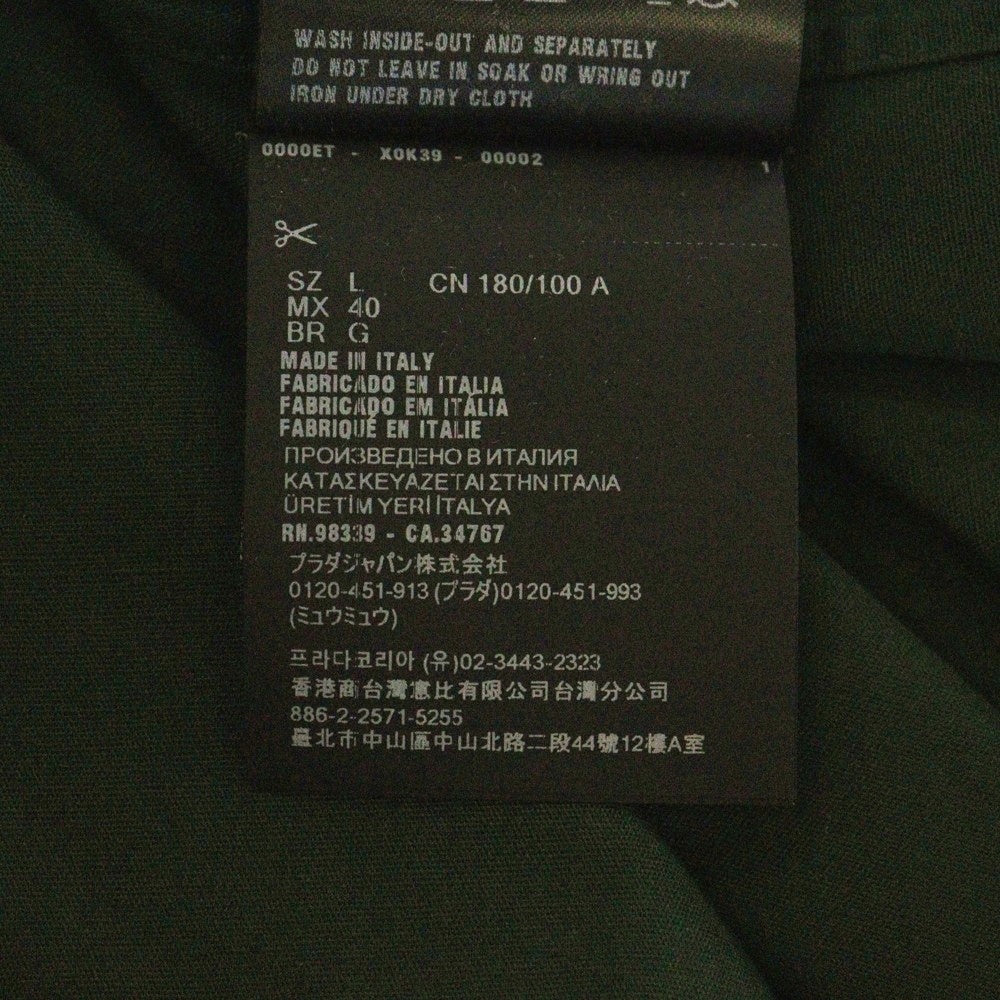 WASH INSIDE-OUT AND SEPARATELY
DO NOT LEAVE IN SOAK OR WRING OUT
IRON UNDER DRY CLOTH
0000ET - X0K39 - 00002 1
SZ L CN 180/100 A
MX 40
BR G
MADE IN ITALY
FABRICADO EN ITALIA
FABRICADO EM ITÁLIA
FABRIQUÉ EN ITALIE
ПРОИЗВЕДЕНО В ИТАЛИЯ
ΚΑΤΑΣΚΕΥΑΖΕΤΑΙ ΣΤΗΝ ΙΤΑΛΙΑ
ÜRETİM YERİ İTALYA
RN.98339 - CA.34767
プラダジャパン株式会社
0120-451-913 (プラダ)0120-451-993
(ミュウミュウ)
프라다코리아 (유)02-3443-2323
香港商台灣意比有限公司台灣分公司
886-2-2571-5255
臺北市中山區中山北路二段44號12樓A室